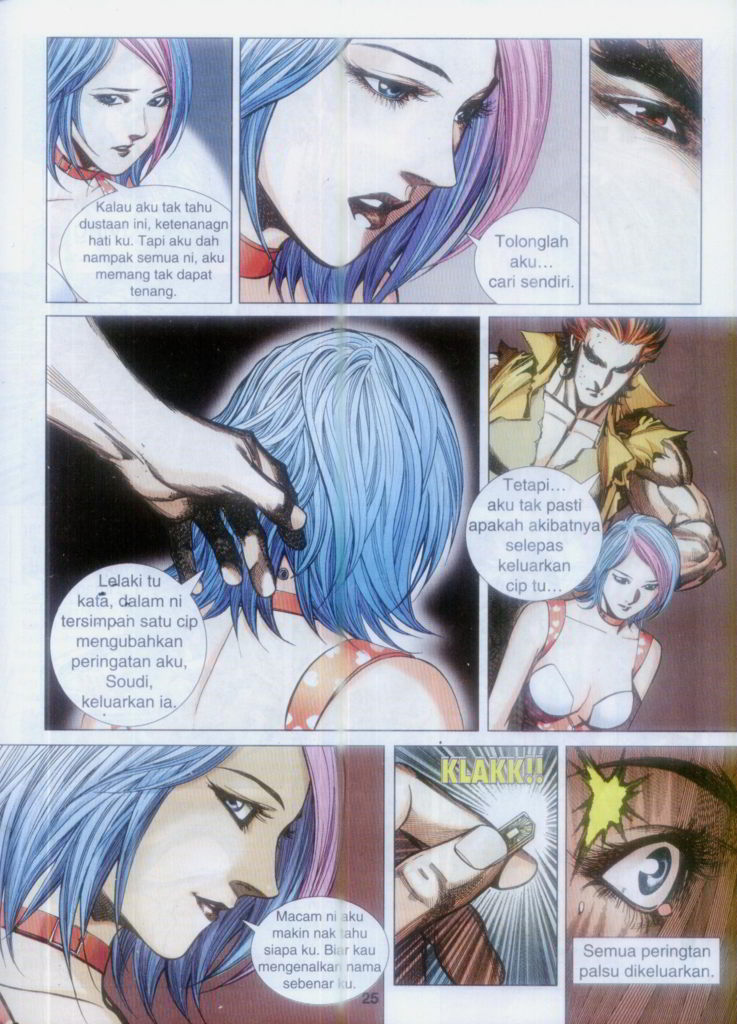 Kalau aku tak tahu
dustaan ini, ketenanagn
hati ku. Tapi aku dah
nampak semua ni, aku
memang tak dapat
tenang.
Tolonglah
aku...
cari sendiri.
Lelaki tu
kata, dalam ni
tersimpan satu cip
mengubahkan
peringatan aku,
Soudi,
keluarkan ia.
Tetapi...
aku tak pasti
apakah akibatnya
selepas
keluarkan
cip tu...
Macam ni aku
makin nak tahu
siapa ku. Biar kau
mengenalkan nama
sebenar ku.
KLAKK!!
Semua peringtan
palsu dikeluarkan.
25